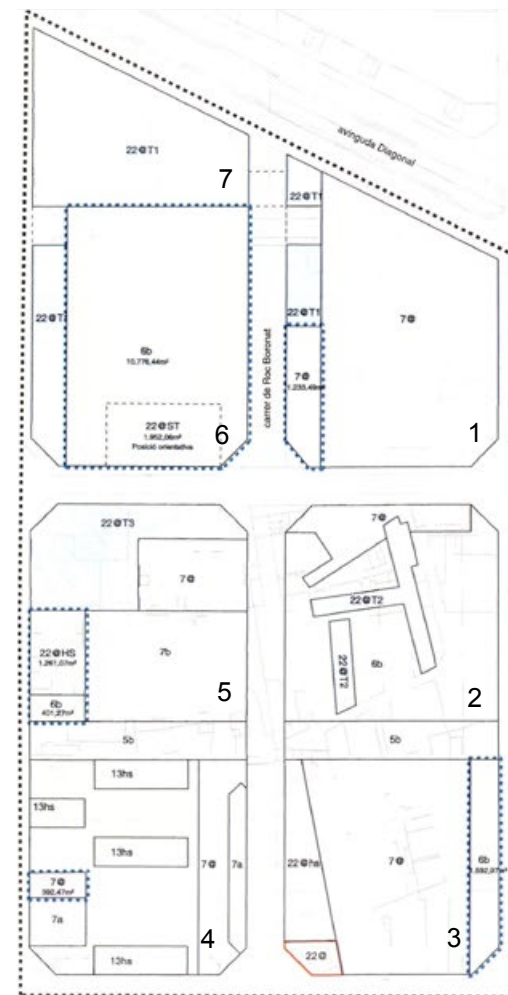 avinguda Diagonal
22@T1
7
22@T1
22@T
22@T1
7@
6b
10.776,44m²
7@
1.233,49m²
carrer de Roc Boronat
22@ST
1.952,06m²
Posició orientativa
6
1
22@T3
7@
7@
22@T2
22@HS
1.261,07m²
7b
22@T2
6b
5
2
6b
401,27m²
5b
5b
13hs
13hs
13hs
7@
7a
22@hs
7@
6b
1.592,97m²
7@
392,47m²
7a
4
3
22@
13hs